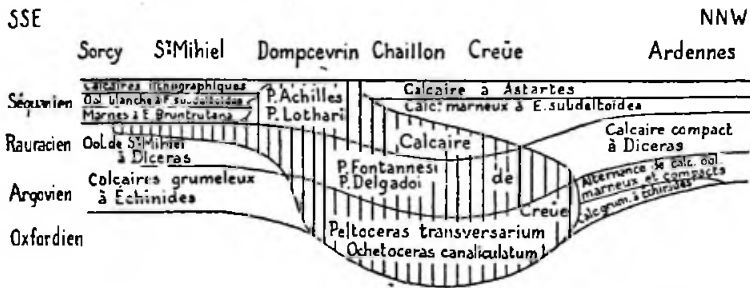 SSE NNW
Sorcy St Mihiel Dompcevrin Chaillon Creüe Ardennes
Séquanien
Calcaires lithographiques
Ool. blanche à E. subdeltoidea
Marnes à E. Bruntrutana
P. Achilles
P. Lothari
Calcaire à Astartes
Calc. marneux à E. subdeltoïdea
Rauracien
Ool. de St Mihiel
à Diceras
Calcaire
de
Creüe
Calcaire compact
à Diceras
P. Fontannesi
P. Delgadoi
Argovien
Calcaires grumeleux
à Échinides
Alternance de calc. ool.
marneux et compacts
Calc. grum. à Échinides
Oxfordien
Peltoceras transversarium
Ochetoceras canaliculatum